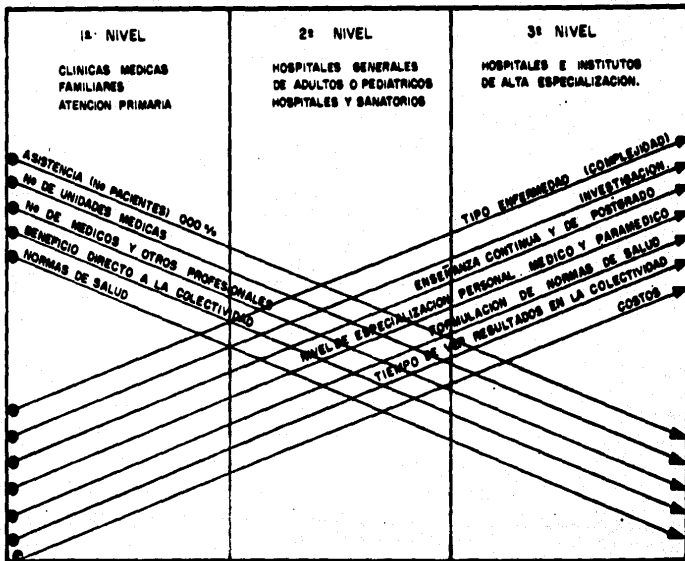 1ª NIVEL
CLINICAS MEDICAS
FAMILIARES
ATENCION PRIMARIA
2º NIVEL
HOSPITALES GENERALES
DE ADULTOS O PEDIATRICOS
HOSPITALES Y SANATORIOS
3º NIVEL
HOSPITALES E INSTITUTOS
DE ALTA ESPECIALIZACION.
ASISTENCIA (Nº PACIENTES) 000 %
Nº DE UNIDADES MEDICAS
Nº DE MEDICOS Y OTROS PROFESIONALES
BENEFICIO DIRECTO A LA COLECTIVIDAD
NORMAS DE SALUD
TIPO ENFERMEDAD (COMPLEJIDAD)
INVESTIGACION.
ENSEÑANZA CONTINUA Y DE POSTGRADO
NIVEL DE ESPECIALIZACION PERSONAL MEDICO Y PARAMEDICO
FORMULACION DE NORMAS DE SALUD
TIEMPO DE VER RESULTADOS EN LA COLECTIVIDAD
COSTOS